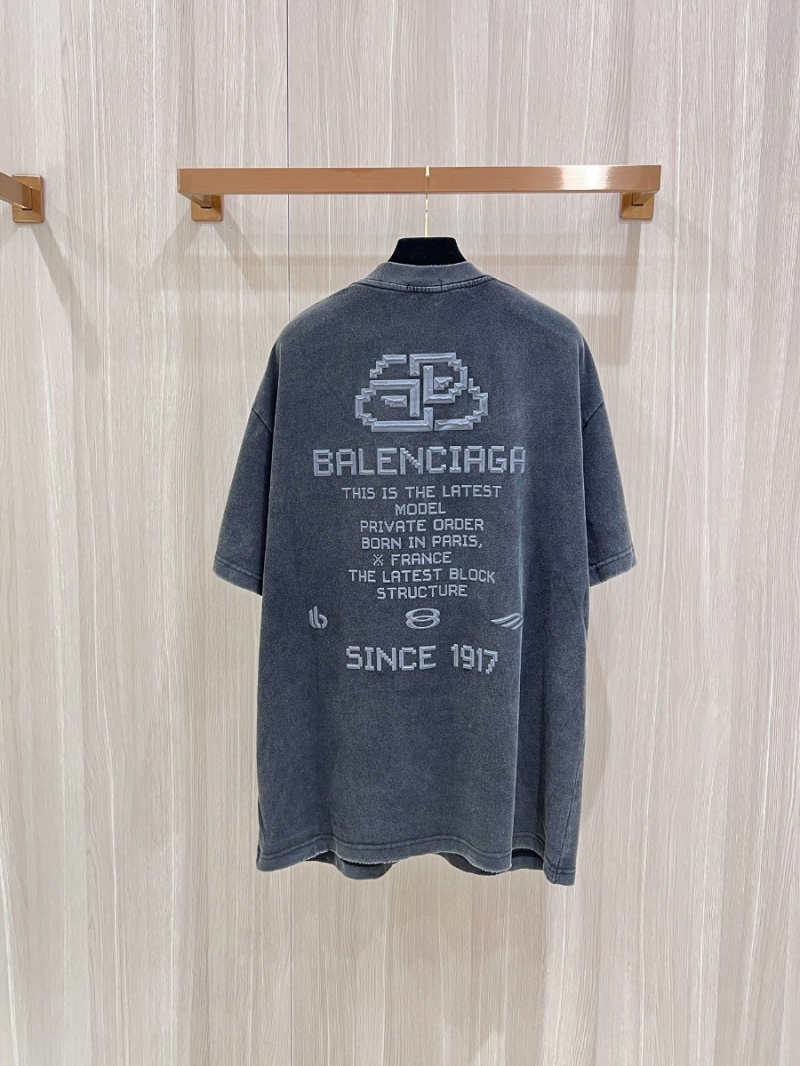 BALENCIAGA
THIS IS THE LATEST
MODEL
PRIVATE ORDER
BORN IN PARIS,
※ FRANCE
THE LATEST BLOCK
STRUCTURE
SINCE 1917